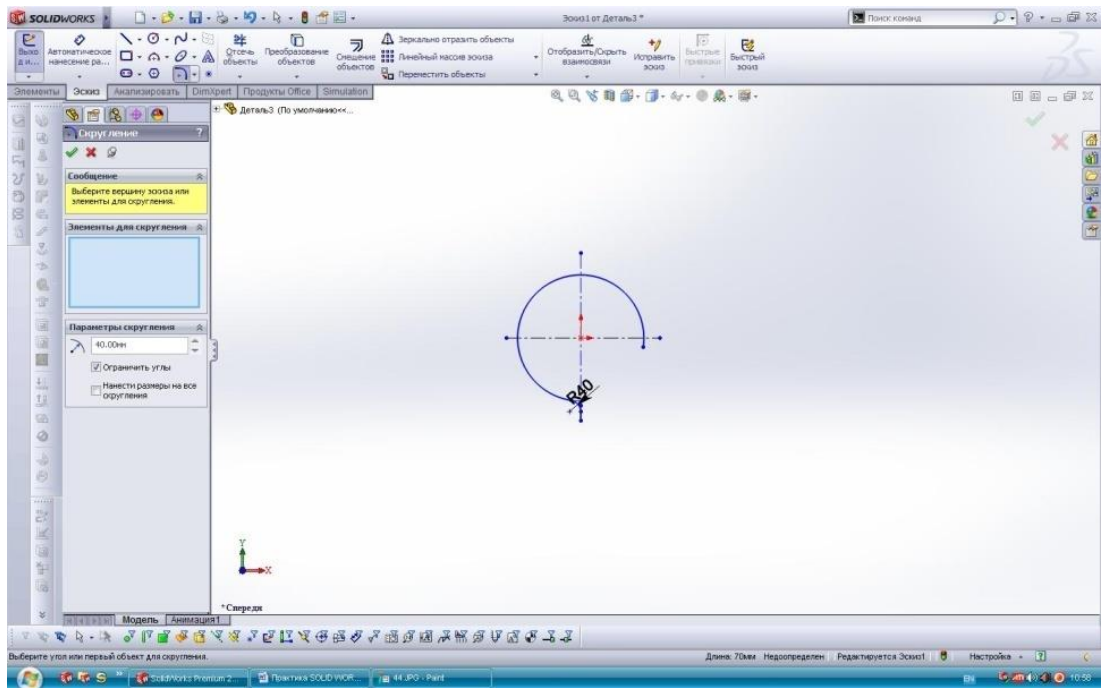 SOLIDWORKS
Эскиз1 от Деталь3 *
Поиск команд
Выхо д и...
Автоматическое нанесение ра...
Отсечь объекты
Преобразование объектов
Смещение объектов
Зеркально отразить объекты
Линейный массив эскиза
Переместить объекты
Отобразить/Скрыть взаимосвязи
Исправить эскиз
Быстрые привязки
Быстрый эскиз
Элементы
Эскиз
Анализировать
DimXpert
Продукты Office
Simulation
Деталь3 (По умолчанию<<...
Скругление
?
Сообщение
Выберите вершину эскиза или
элементы для скругления.
Элементы для скругления
Параметры скругления
40.00мм
Ограничить углы
Нанести размеры на все
скругления
R40
Y
X
*Спереди
Модель
Анимация1
Выберите угол или первый объект для скругления.
Длина: 70мм
Недоопределен
Редактируется Эскиз1
Настройка
SolidWorks Premium 2...
Практика SOLID WOR...
44.JPG - Paint
EN
10:58